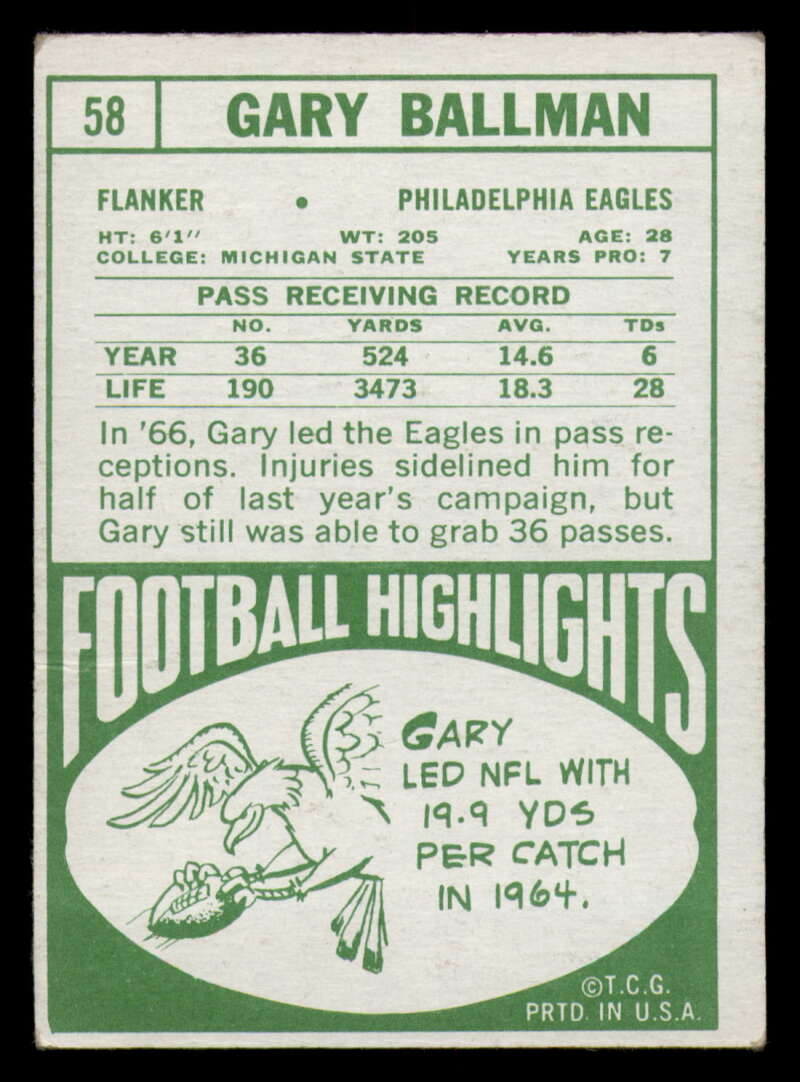 58 GARY BALLMAN
FLANKER • PHILADELPHIA EAGLES
HT: 6'1" WT: 205 AGE: 28
COLLEGE: MICHIGAN STATE YEARS PRO: 7
PASS RECEIVING RECORD
NO. YARDS AVG. TDs
YEAR 36 524 14.6 6
LIFE 190 3473 18.3 28
In '66, Gary led the Eagles in pass re-
ceptions. Injuries sidelined him for
half of last year's campaign, but
Gary still was able to grab 36 passes.
FOOTBALL HIGHLIGHTS
GARY
LED NFL WITH
19.9 YDS
PER CATCH
IN 1964.
©T.C.G.
PRTD. IN U.S.A.